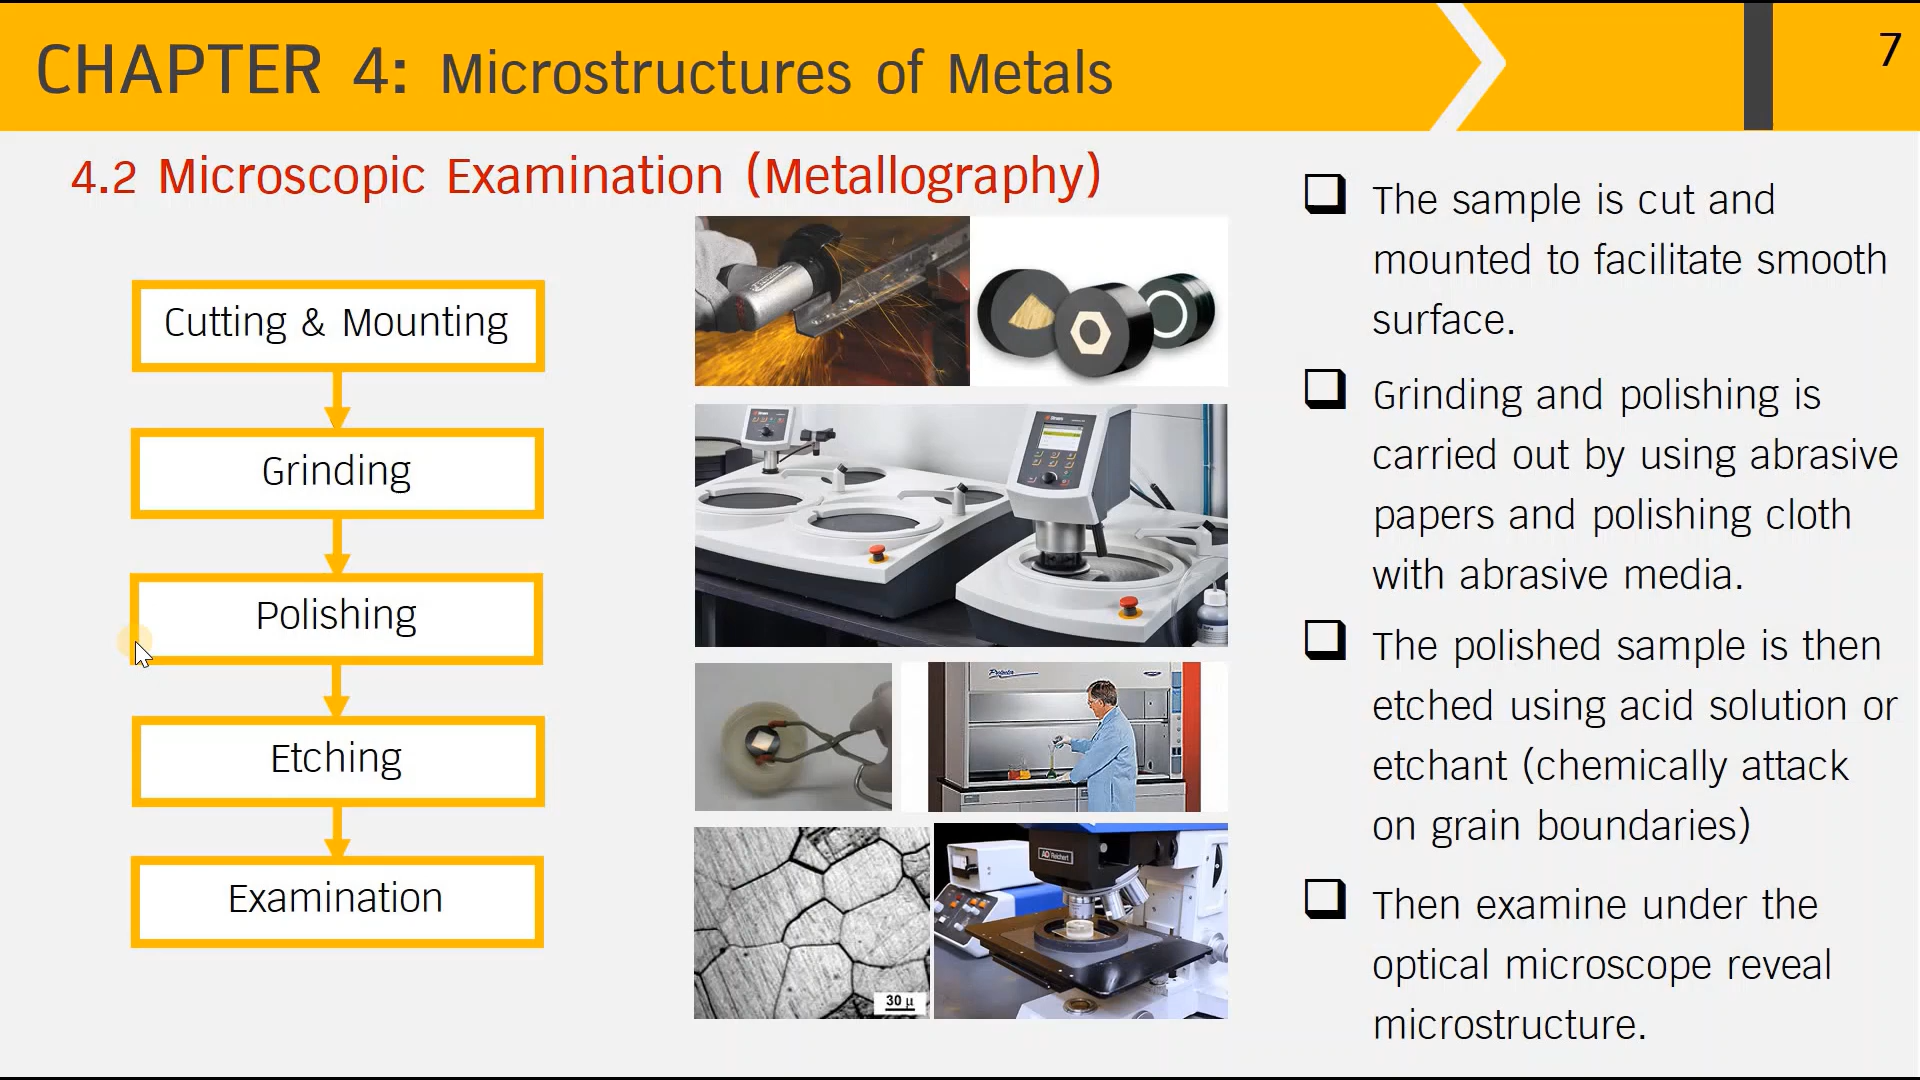 CHAPTER 4: Microstructures of Metals
7
4.2 Microscopic Examination (Metallography)
Cutting & Mounting
Grinding
Polishing
Etching
Examination
30 µ
AO Reichert
The sample is cut and
mounted to facilitate smooth
surface.
Grinding and polishing is
carried out by using abrasive
papers and polishing cloth
with abrasive media.
The polished sample is then
etched using acid solution or
etchant (chemically attack
on grain boundaries)
Then examine under the
optical microscope reveal
microstructure.